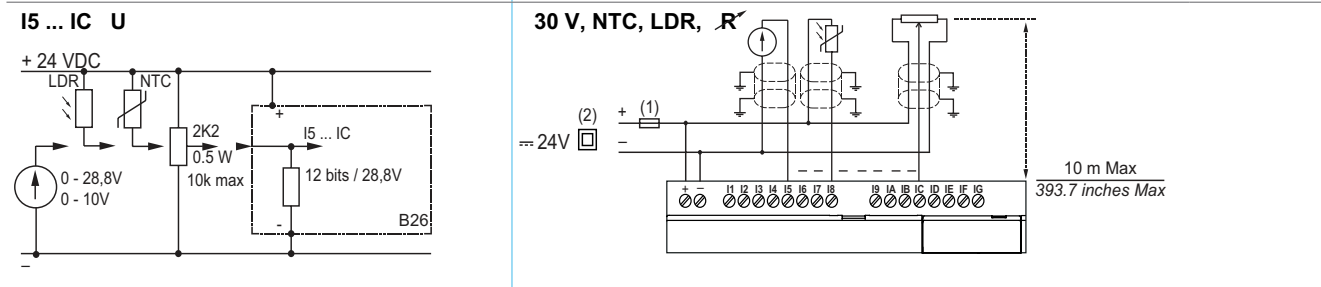 I5 ... IC U
+ 24 VDC
LDR
NTC
+
I5 ... IC
2K2
0.5 W
10k max
12 bits / 28,8V
0 - 28,8V
0 - 10V
B26
-
–
30 V, NTC, LDR, R
(2)
+ (1)
24V
–
10 m Max
393.7 inches Max
+ – I1 I2 I3 I4 I5 I6 I7 I8 I9 IA IB IC ID IE IF IG